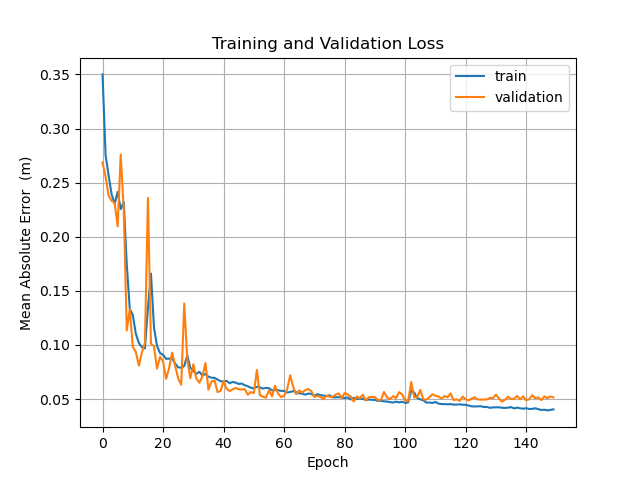 Training and Validation Loss
train
validation
Mean Absolute Error (m)
0.35
0.30
0.25
0.20
0.15
0.10
0.05
0 20 40 60 80 100 120 140
Epoch